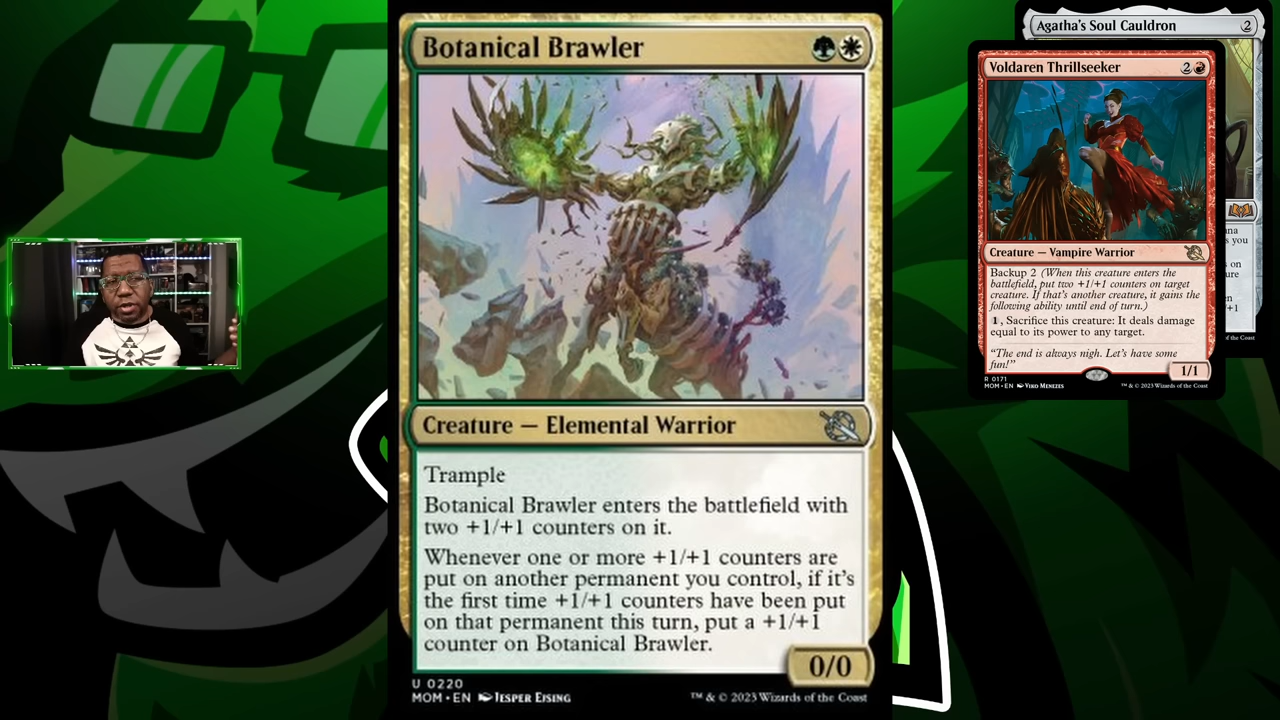 Botanical Brawler
Creature — Elemental Warrior
Trample
Botanical Brawler enters the battlefield with
two +1/+1 counters on it.
Whenever one or more +1/+1 counters are
put on another permanent you control, if it's
the first time +1/+1 counters have been put
on that permanent this turn, put a +1/+1
counter on Botanical Brawler.
0/0
U 0220
MOM • EN JESPER EJSING
™ & © 2023 Wizards of the Coast
Agatha's Soul Cauldron 2
Voldaren Thrillseeker 2
Creature — Vampire Warrior
Backup 2 (When this creature enters the
battlefield, put two +1/+1 counters on target
creature. If that's another creature, it gains the
following ability until end of turn.)
1, Sacrifice this creature: It deals damage
equal to its power to any target.
"The end is always nigh. Let's have some
fun!"
1/1
R 0171
MOM • EN VIKO MENEZES
™ & © 2023 Wizards of the Coast
of the Coast